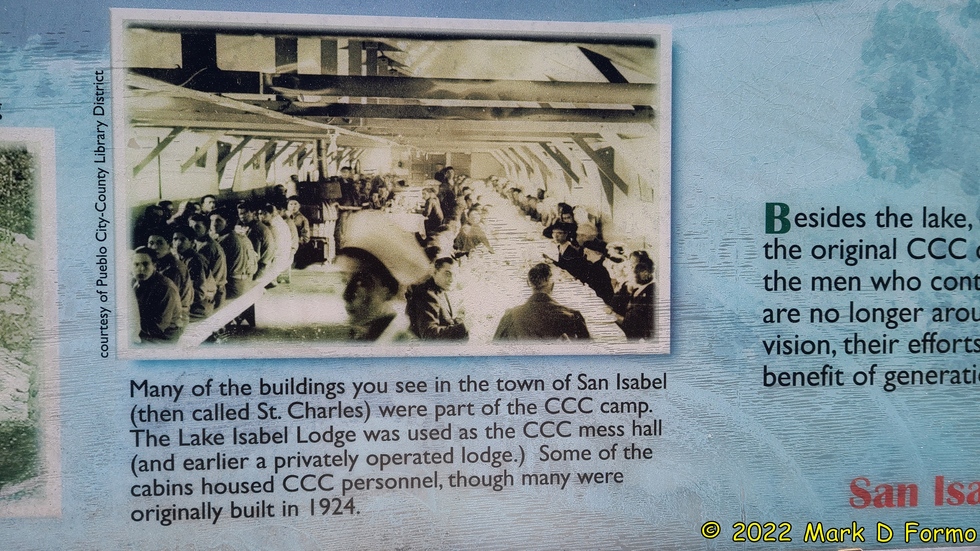 courtesy of Pueblo City-County Library District
Many of the buildings you see in the town of San Isabel
(then called St. Charles) were part of the CCC camp.
The Lake Isabel Lodge was used as the CCC mess hall
(and earlier a privately operated lodge.)  Some of the
cabins housed CCC personnel, though many were
originally built in 1924.
Besides the lake,
the original CCC
the men who
are no longer
vision, their efforts
benefit of
San
© 2022 Mark D Formo